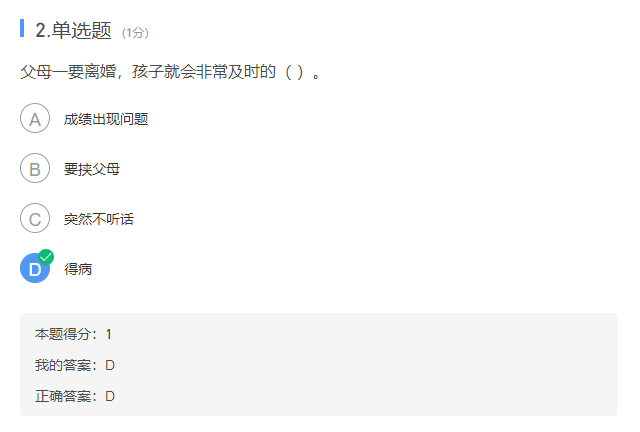 2.单选题 (1分)
父母一要离婚，孩子就会非常及时的（ ）。
A 成绩出现问题
B 要挟父母
C 突然不听话
D 得病
本题得分：1
我的答案：D
正确答案：D